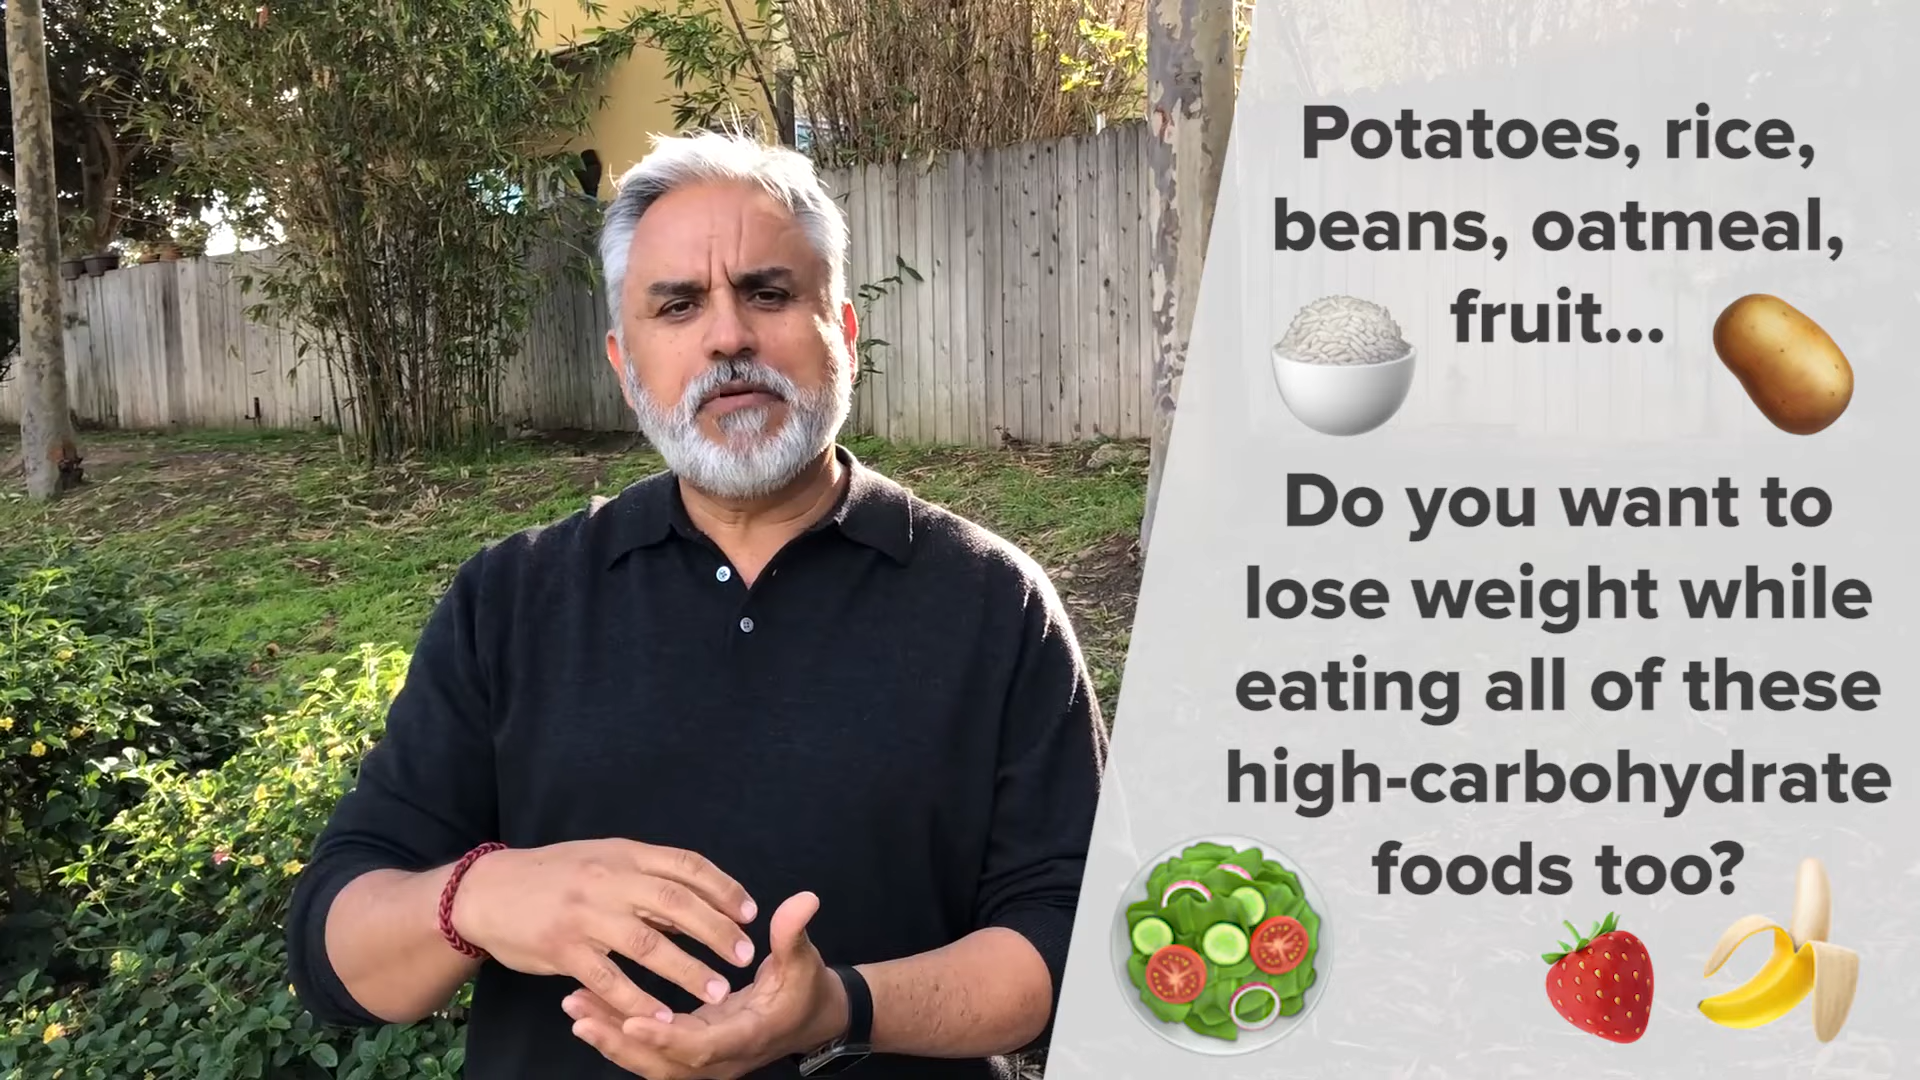 Potatoes, rice,
beans, oatmeal,
fruit...
Do you want to
lose weight while
eating all of these
high-carbohydrate
foods too?